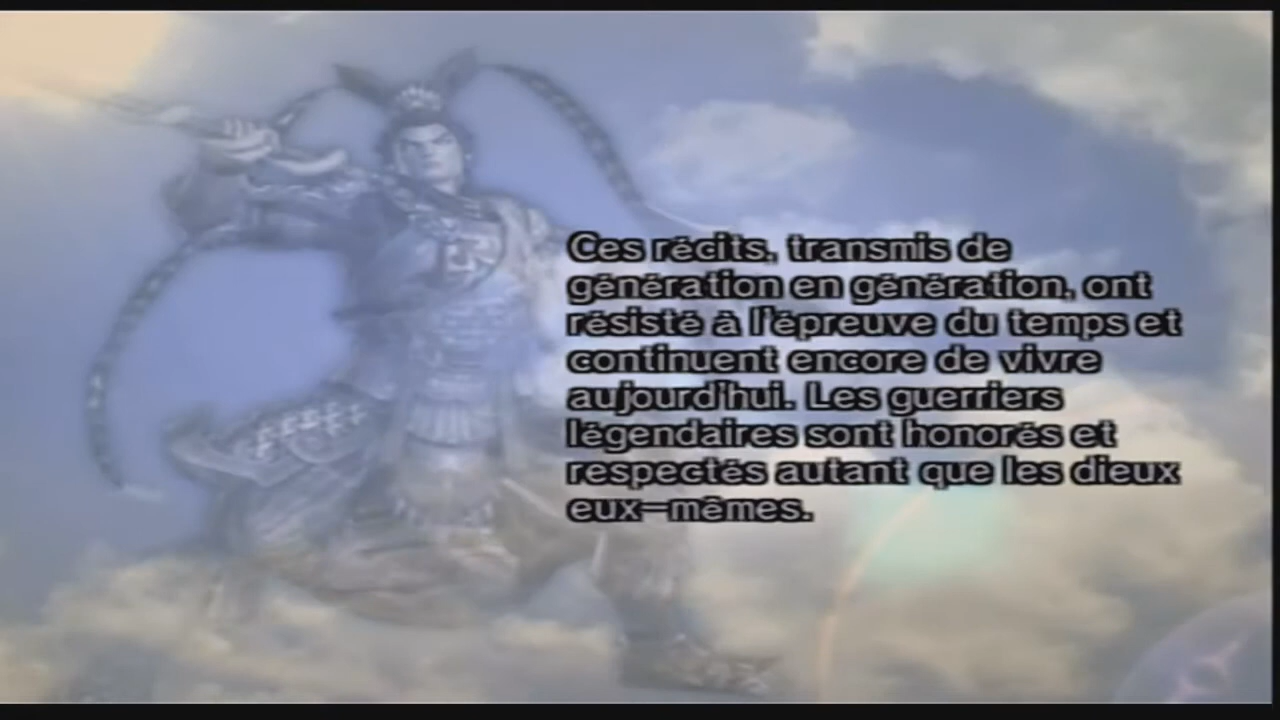 Ces récits, transmis de
génération en génération, ont
résisté à l'épreuve du temps et
continuent encore de vivre
aujourd'hui. Les guerriers
légendaires sont honorés et
respectés autant que les dieux
eux-mêmes.